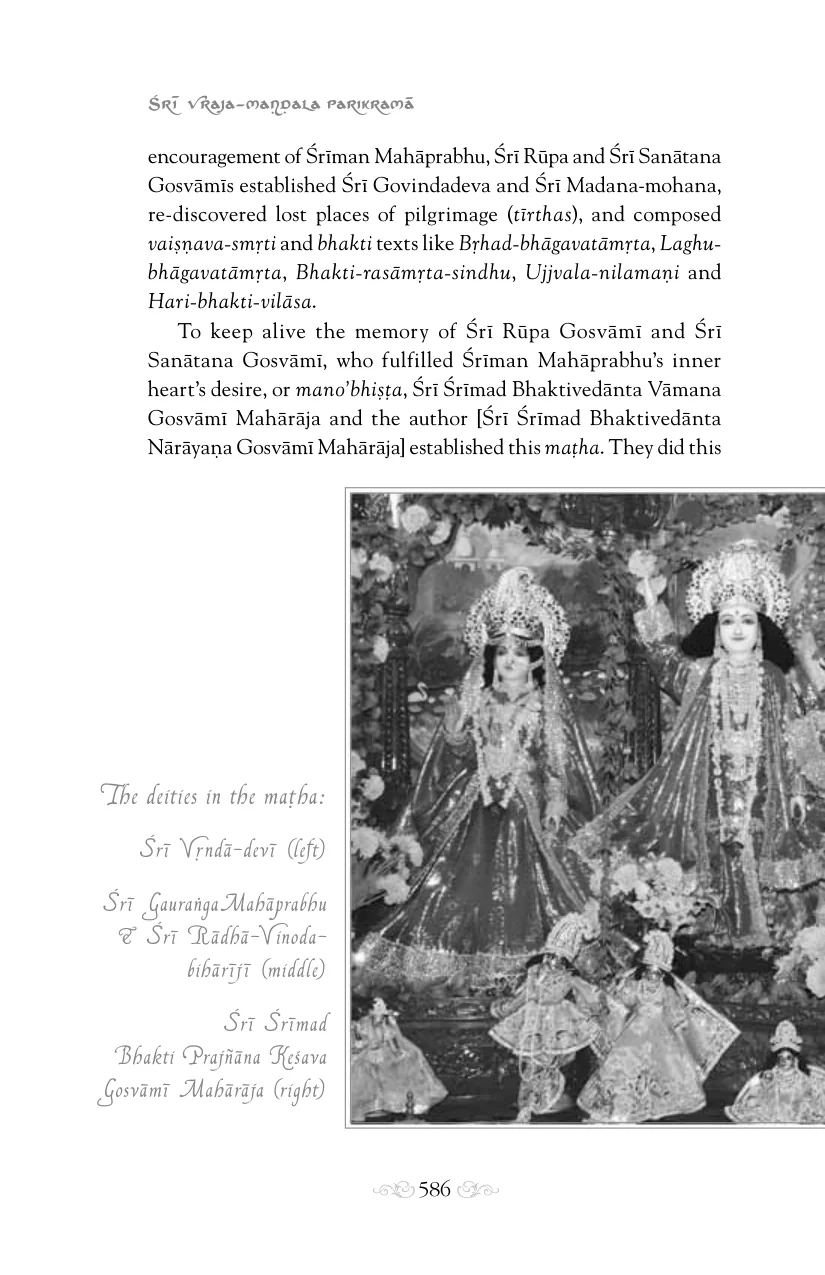 Śrī Vraja-maṇḍala Parikramā
encouragement of Śrīman Mahāprabhu, Śrī Rūpa and Śrī Sanātana
Gosvāmīs established Śrī Govindadeva and Śrī Madana-mohana,
re-discovered lost places of pilgrimage (tīrthas), and composed
vaiṣṇava-smṛti and bhakti texts like Bṛhad-bhāgavatāmṛta, Laghu-
bhāgavatāmṛta, Bhakti-rasāmṛta-sindhu, Ujjvala-nilamaṇi and
Hari-bhakti-vilāsa.
To keep alive the memory of Śrī Rūpa Gosvāmī and Śrī
Sanātana Gosvāmī, who fulfilled Śrīman Mahāprabhu’s inner
heart’s desire, or mano’bhiṣṭa, Śrī Śrīmad Bhaktivedānta Vāmana
Gosvāmī Mahārāja and the author [Śrī Śrīmad Bhaktivedānta
Nārāyaṇa Gosvāmī Mahārāja] established this maṭha. They did this
The deities in the maṭha:
Śrī Vṛndā-devī (left)
Śrī GauraṅgaMahāprabhu
& Śrī Rādhā-Vinoda-
bihārījī (middle)
Śrī Śrīmad
Bhakti Prajñāna Keśava
Gosvāmī Mahārāja (right)
586